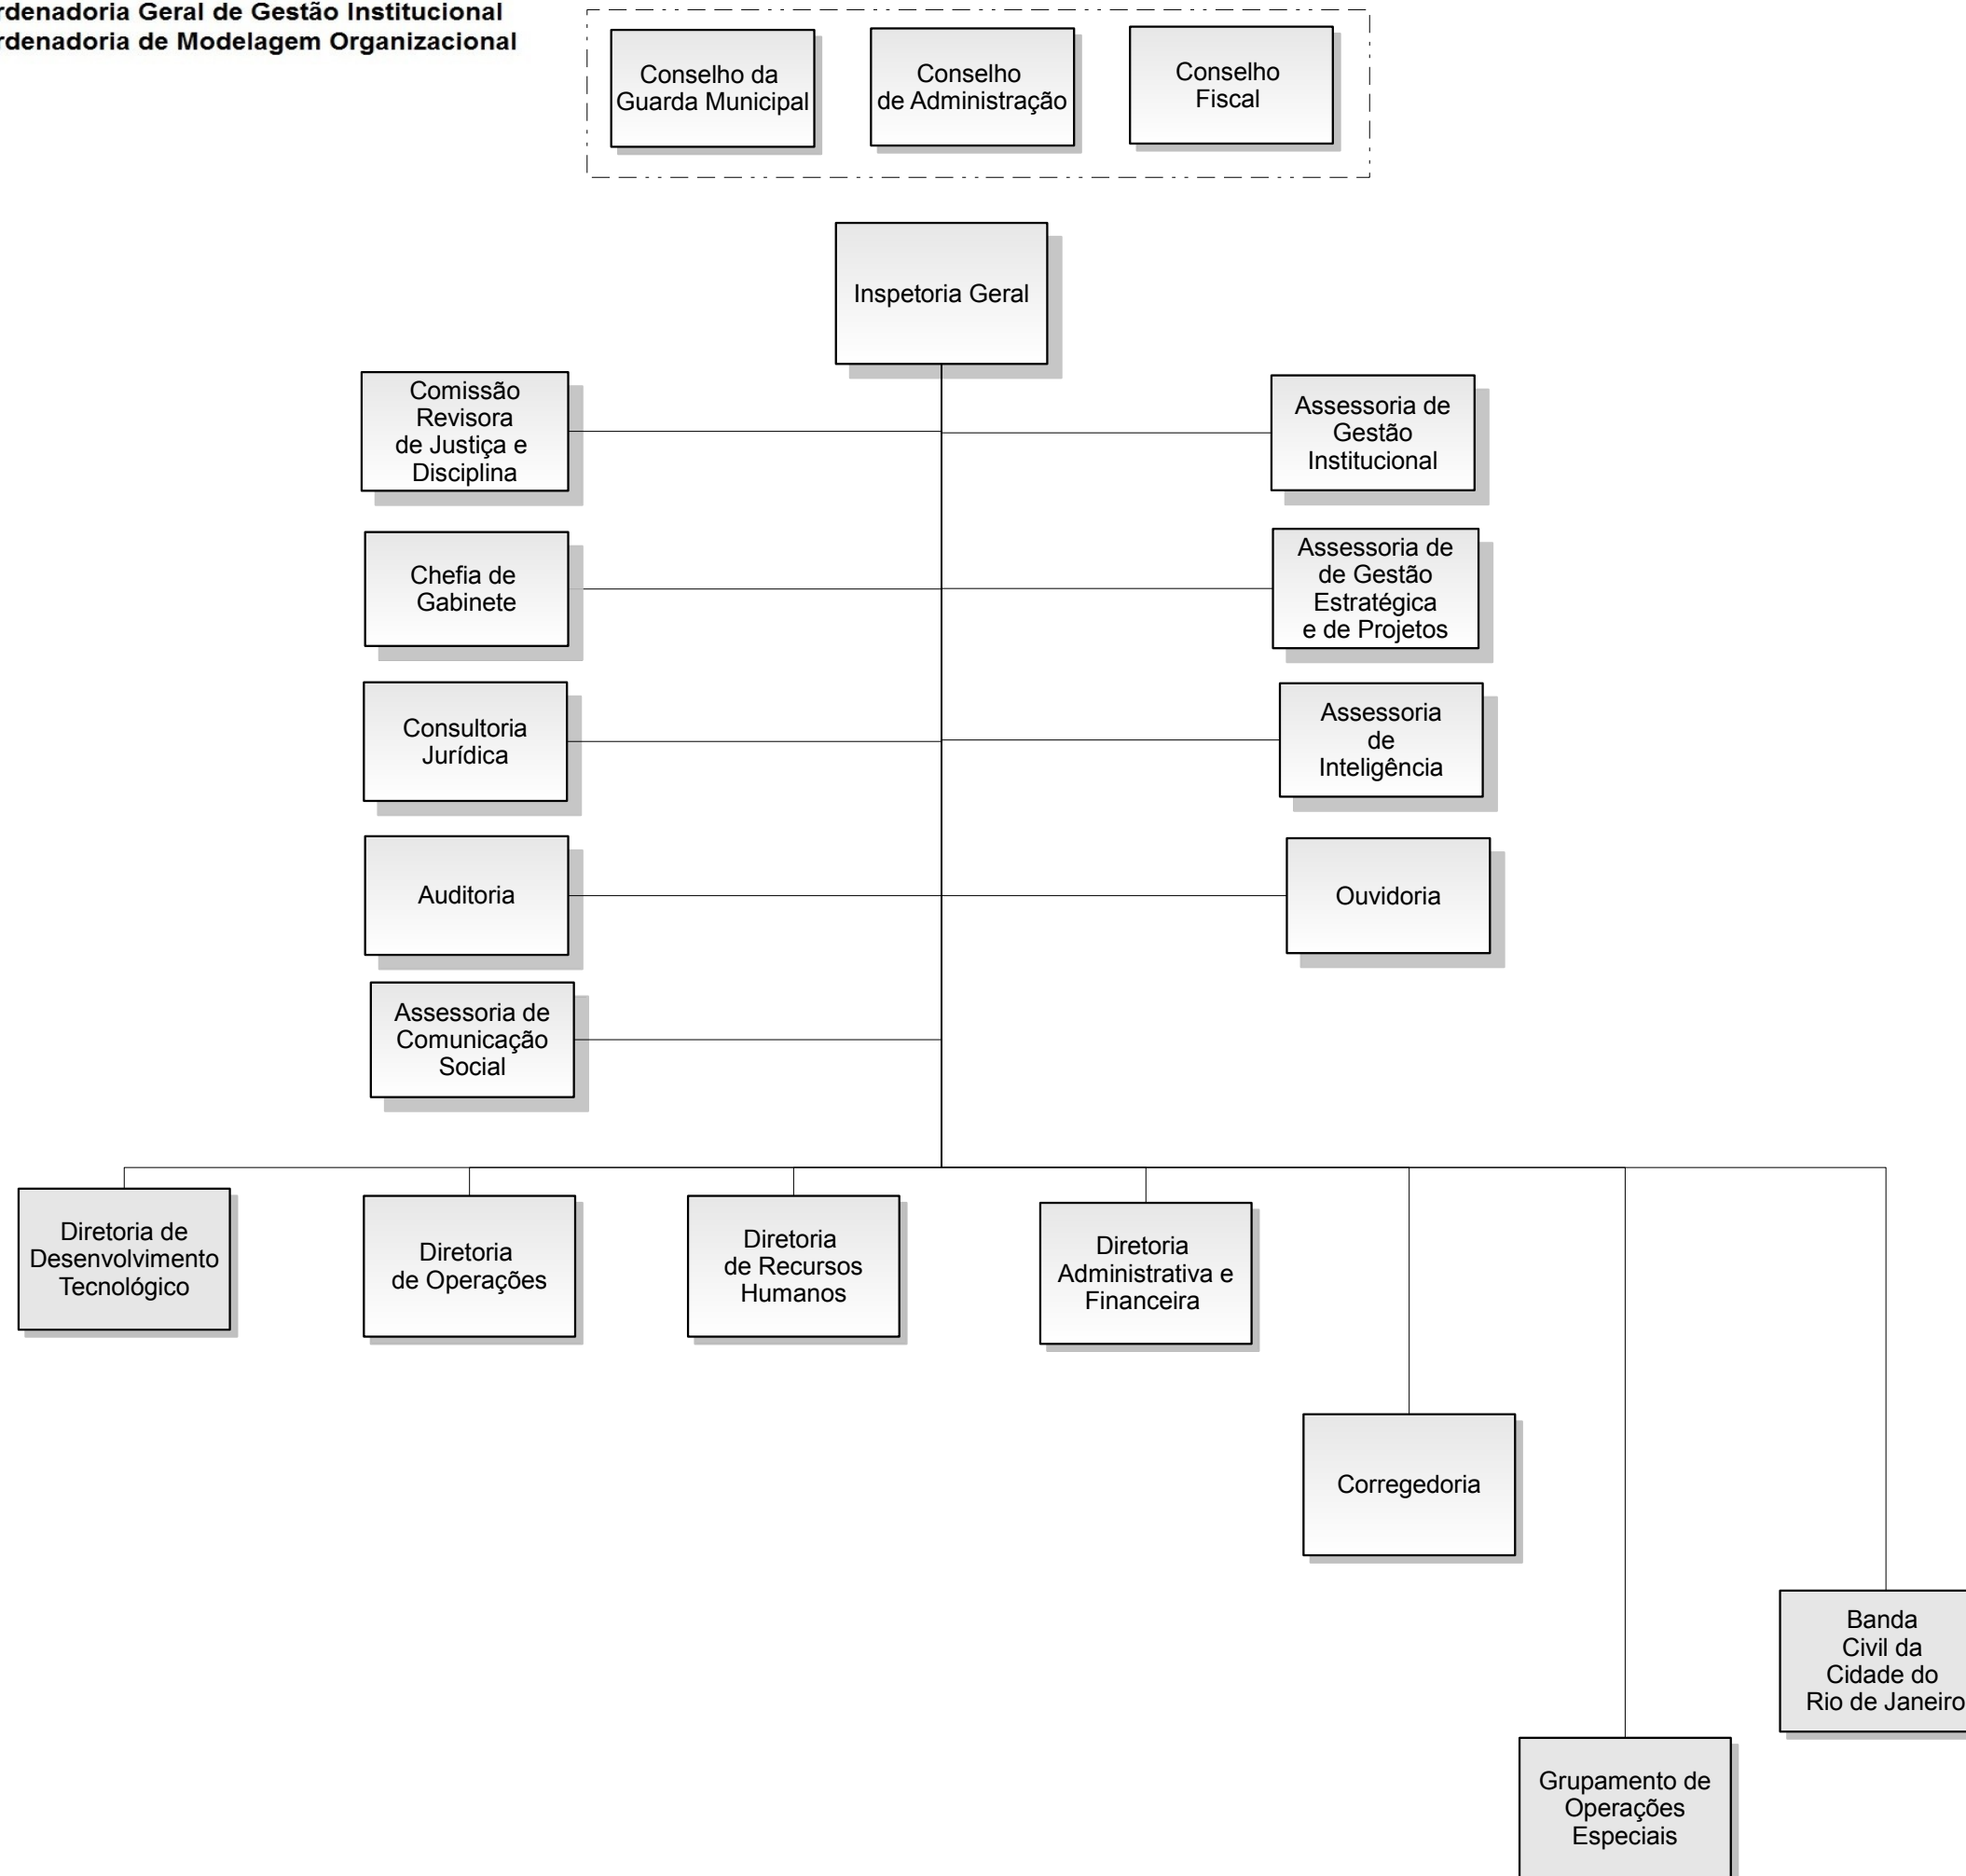 rdenadoria Geral de Gestão Institucional
rdenadoria de Modelagem Organizacional
Conselho da
Guarda Municipal
Conselho
de Administração
Conselho
Fiscal
Inspetoria Geral
Comissão
Revisora
de Justiça e
Disciplina
Assessoria de
Gestão
Institucional
Chefia de
Gabinete
Assessoria de
de Gestão
Estratégica
e de Projetos
Consultoria
Jurídica
Assessoria
de
Inteligência
Auditoria
Ouvidoria
Assessoria de
Comunicação
Social
Diretoria de
Desenvolvimento
Tecnológico
Diretoria
de Operações
Diretoria
de Recursos
Humanos
Diretoria
Administrativa e
Financeira
Corregedoria
Banda
Civil da
Cidade do
Rio de Janeiro
Grupamento de
Operações
Especiais